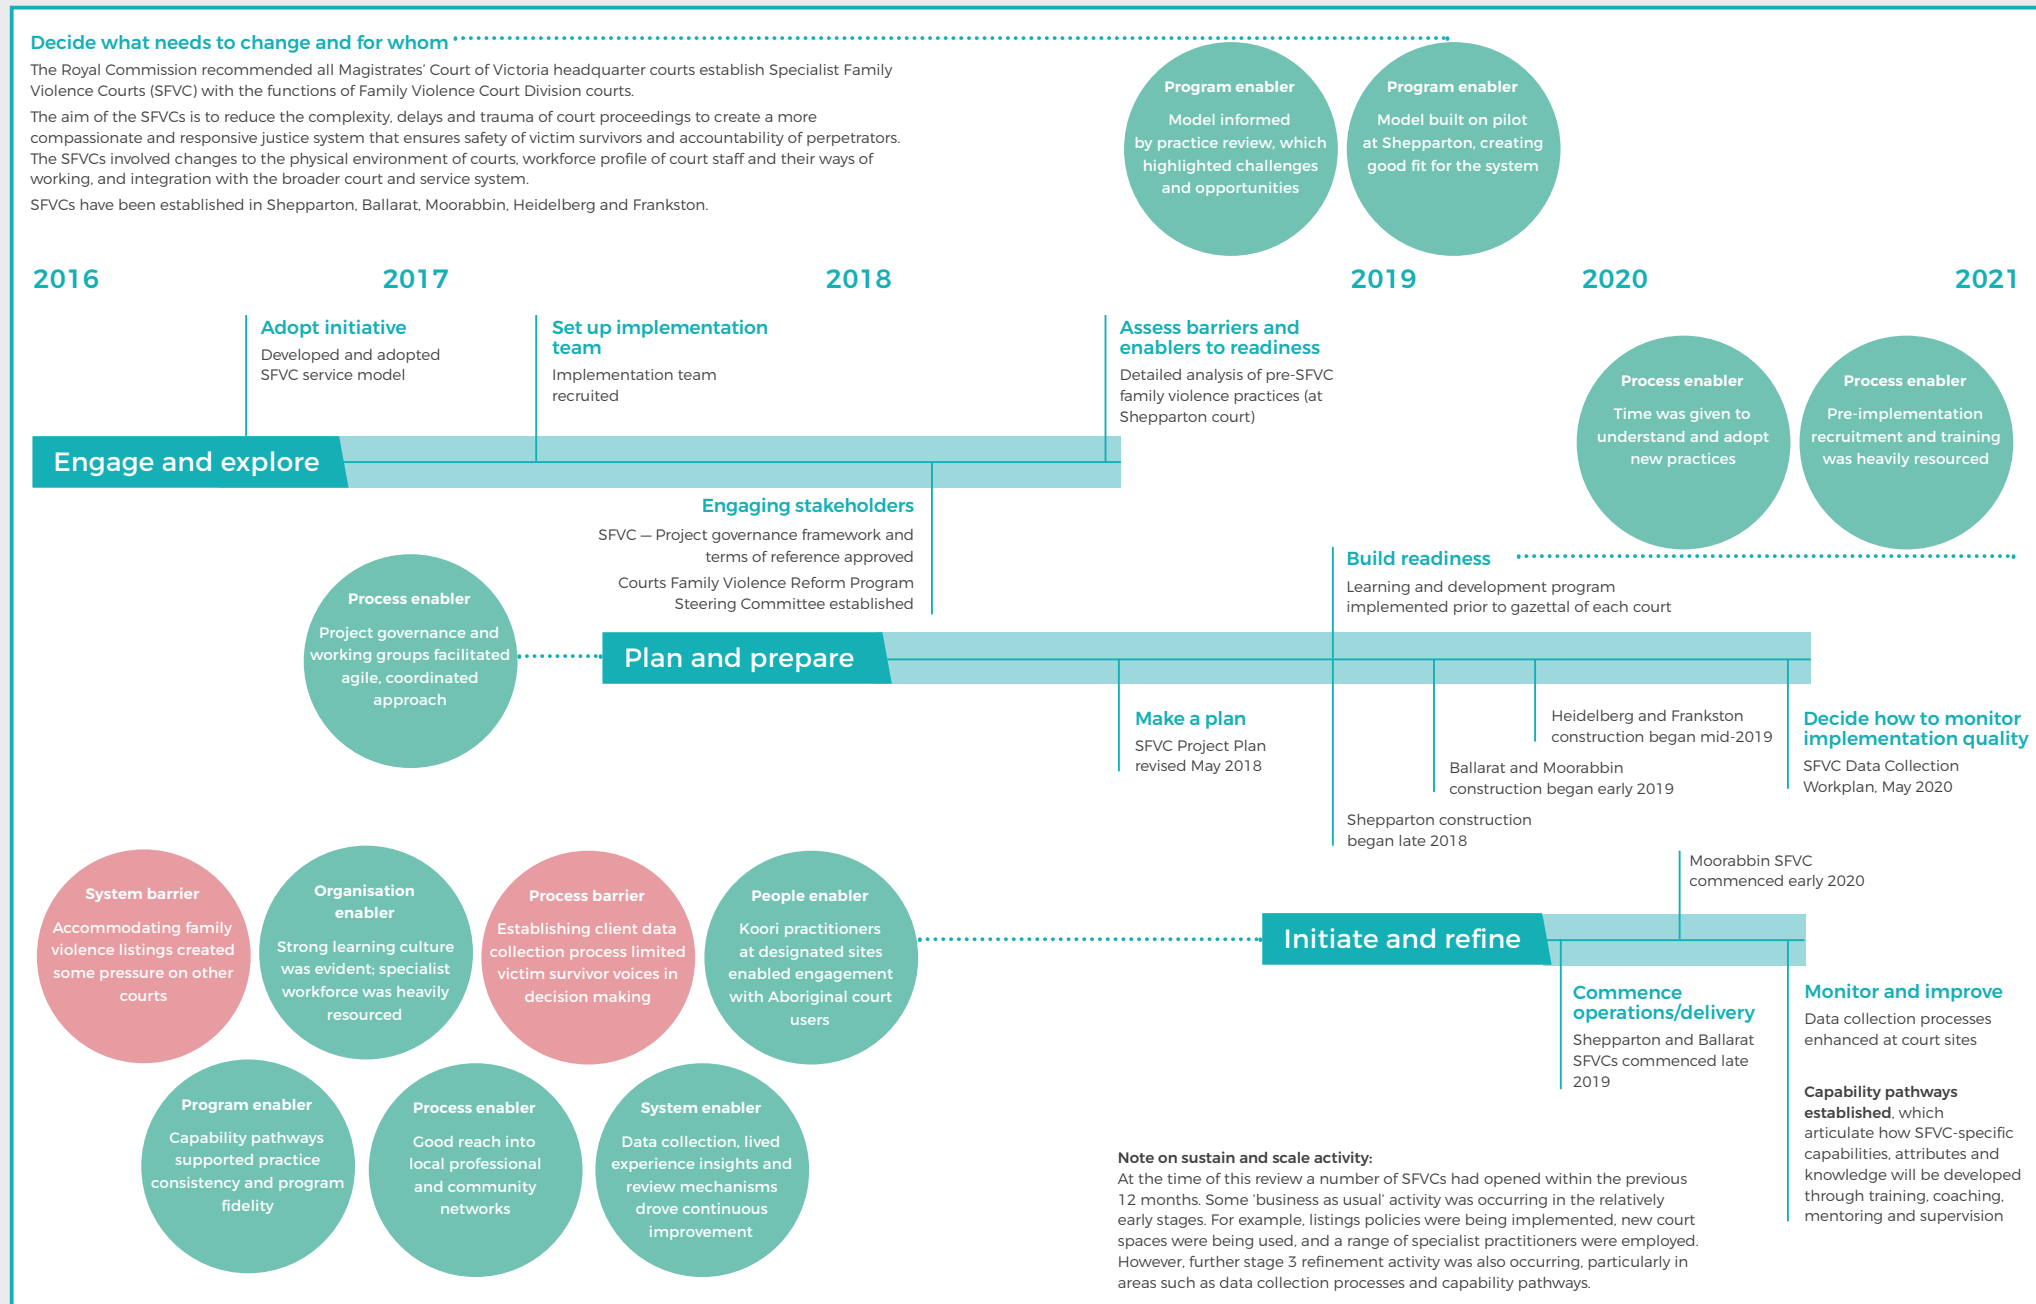 Decide what needs to change and for whom
The Royal Commission recommended all Magistrates' Court of Victoria headquarter courts establish Specialist Family
Violence Courts (SFVC) with the functions of Family Violence Court Division courts.
The aim of the SFVCs is to reduce the complexity, delays and trauma of court proceedings to create a more
compassionate and responsive justice system that ensures safety of victim survivors and accountability of perpetrators.
The SFVCs involved changes to the physical environment of courts, workforce profile of court staff and their ways of
working, and integration with the broader court and service system.
SFVCs have been established in Shepparton, Ballarat, Moorabbin, Heidelberg and Frankston.
Program enabler
Model informed
by practice review, which
highlighted challenges
and opportunities
Program enabler
Model built on pilot
at Shepparton, creating
good fit for the system
2016
2017
2018
2019
2020
2021
Adopt initiative
Developed and adopted
SFVC service model
Set up implementation
team
Implementation team
recruited
Assess barriers and
enablers to readiness
Detailed analysis of pre-SFVC
family violence practices (at
Shepparton court)
Process enabler
Time was given to
understand and adopt
new practices
Process enabler
Pre-implementation
recruitment and training
was heavily resourced
Engage and explore
Engaging stakeholders
SFVC — Project governance framework and
terms of reference approved
Courts Family Violence Reform Program
Steering Committee established
Build readiness
Learning and development program
implemented prior to gazettal of each court
Process enabler
Project governance and
working groups facilitated
agile, coordinated
approach
Plan and prepare
Make a plan
SFVC Project Plan
revised May 2018
Heidelberg and Frankston
construction began mid-2019
Ballarat and Moorabbin
construction began early 2019
Shepparton construction
began late 2018
Decide how to monitor
implementation quality
SFVC Data Collection
Workplan, May 2020
System barrier
Accommodating family
violence listings created
some pressure on other
courts
Organisation
enabler
Strong learning culture
was evident; specialist
workforce was heavily
resourced
Process barrier
Establishing client data
collection process limited
victim survivor voices in
decision making
People enabler
Koori practitioners
at designated sites
enabled engagement
with Aboriginal court
users
Moorabbin SFVC
commenced early 2020
Initiate and refine
Commence
operations/delivery
Shepparton and Ballarat
SFVCs commenced late
2019
Monitor and improve
Data collection processes
enhanced at court sites
Capability pathways
established, which
articulate how SFVC-specific
capabilities, attributes and
knowledge will be developed
through training, coaching,
mentoring and supervision
Program enabler
Capability pathways
supported practice
consistency and program
fidelity
Process enabler
Good reach into
local professional
and community
networks
System enabler
Data collection, lived
experience insights and
review mechanisms
drove continuous
improvement
Note on sustain and scale activity:
At the time of this review a number of SFVCs had opened within the previous
12 months. Some 'business as usual' activity was occurring in the relatively
early stages. For example, listings policies were being implemented, new court
spaces were being used, and a range of specialist practitioners were employed.
However, further stage 3 refinement activity was also occurring, particularly in
areas such as data collection processes and capability pathways.